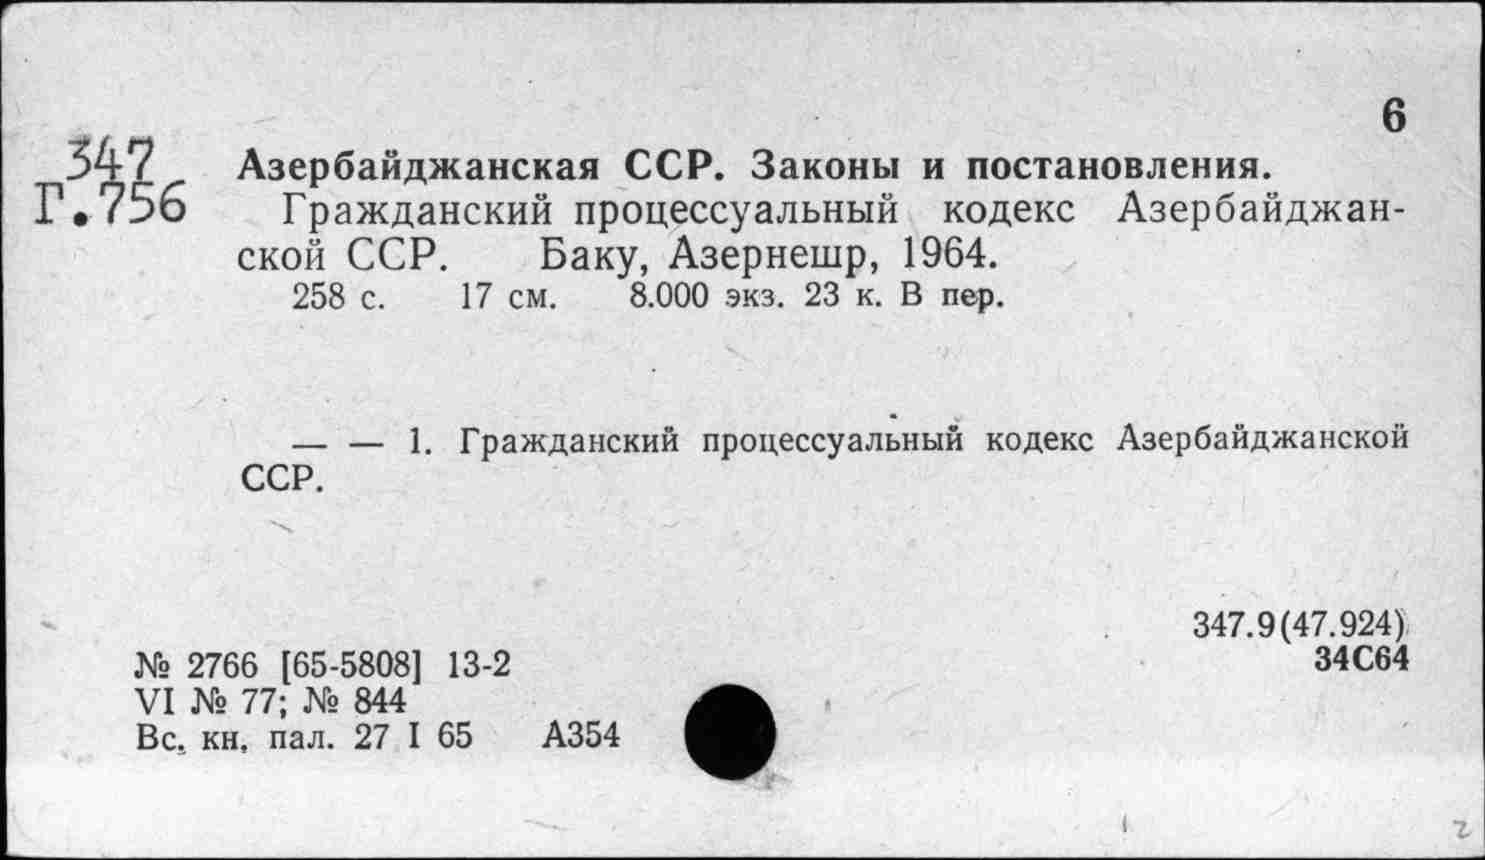 6
347
Г.756
Азербайджанская ССР. Законы и постановления.
Гражданский процессуальный кодекс Азербайджан-
ской ССР. Баку, Азернешр, 1964.
258 с. 17 см. 8.000 экз. 23 к. В пер.
— — 1. Гражданский процессуальный кодекс Азербайджанской
ССР.
347.9(47.924)
34С64
№ 2766 [65-5808] 13-2
VI № 77; № 844
Вс. кн. пал. 27 I 65 А354